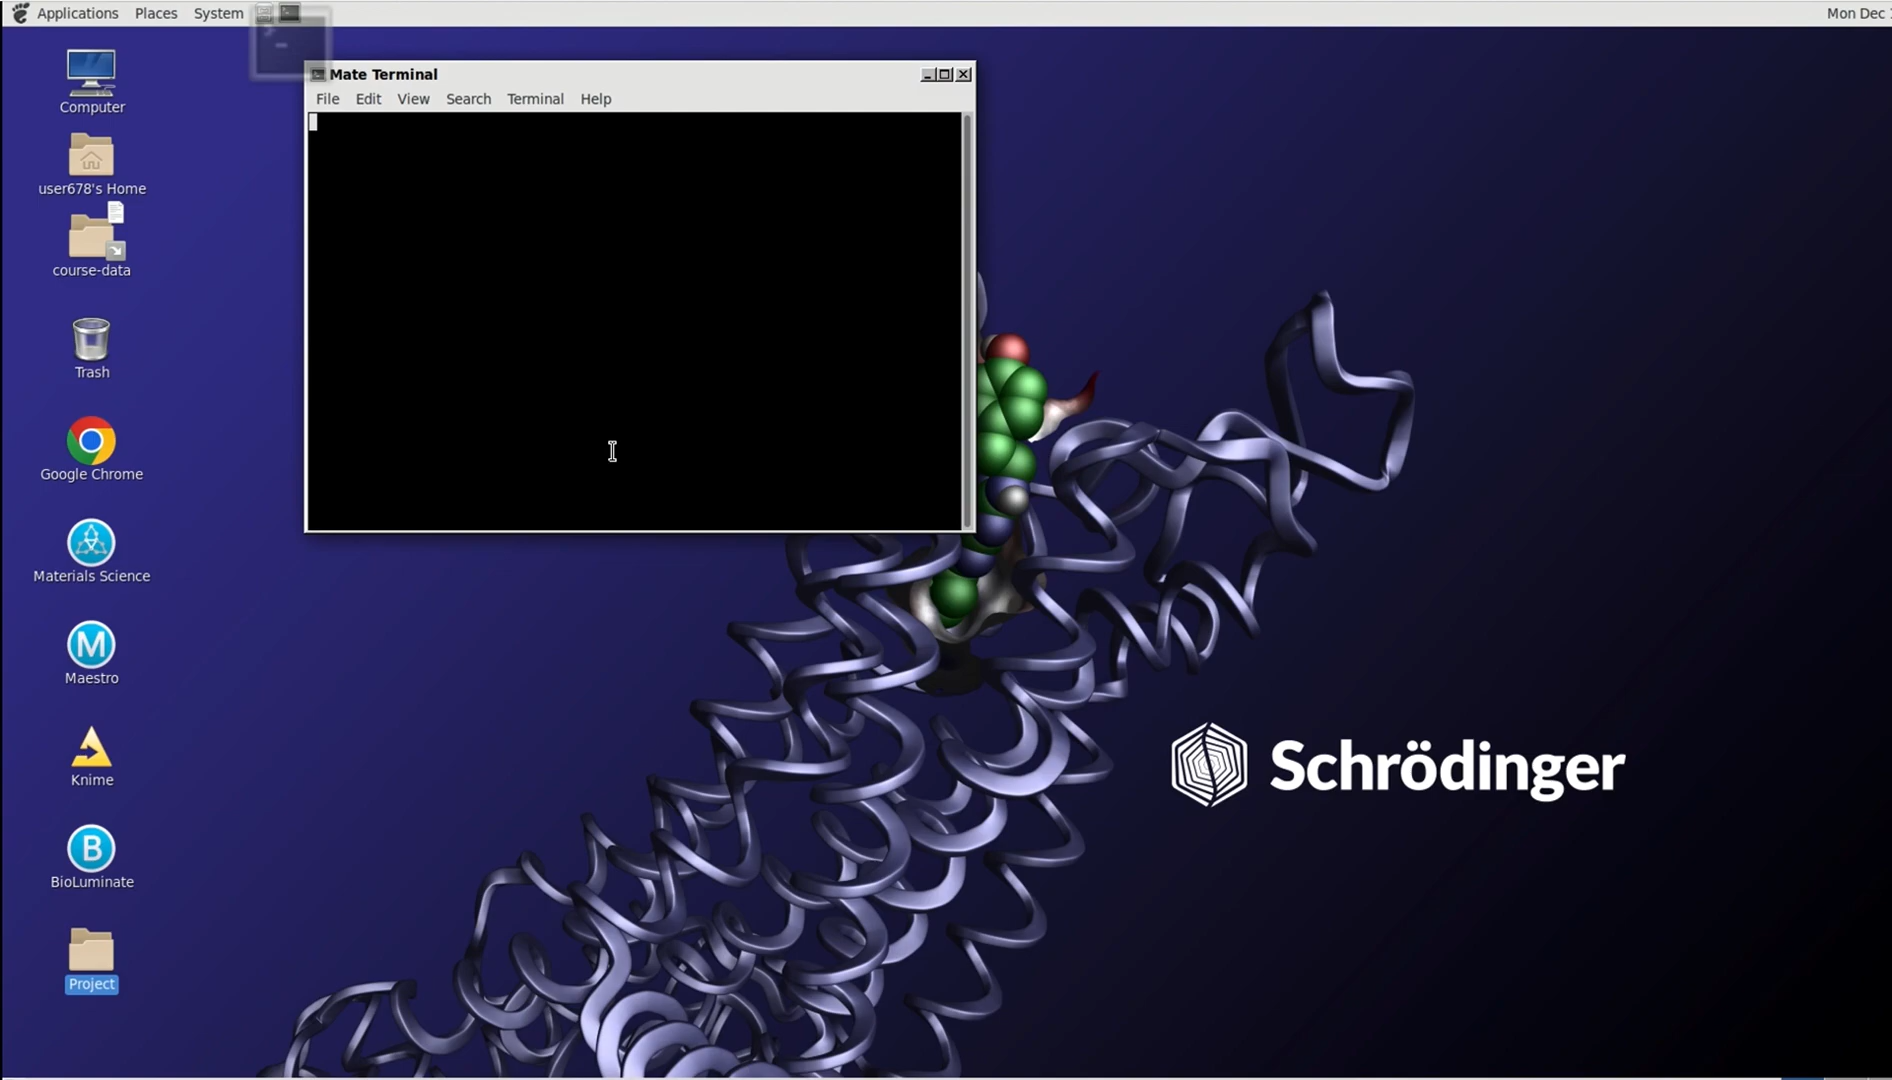 Applications Places System
Mon Dec
Mate Terminal
File Edit View Search Terminal Help
Computer
user678's Home
course-data
Trash
Google Chrome
Materials Science
M
Maestro
Knime
B
BioLuminate
Project
Schrödinger